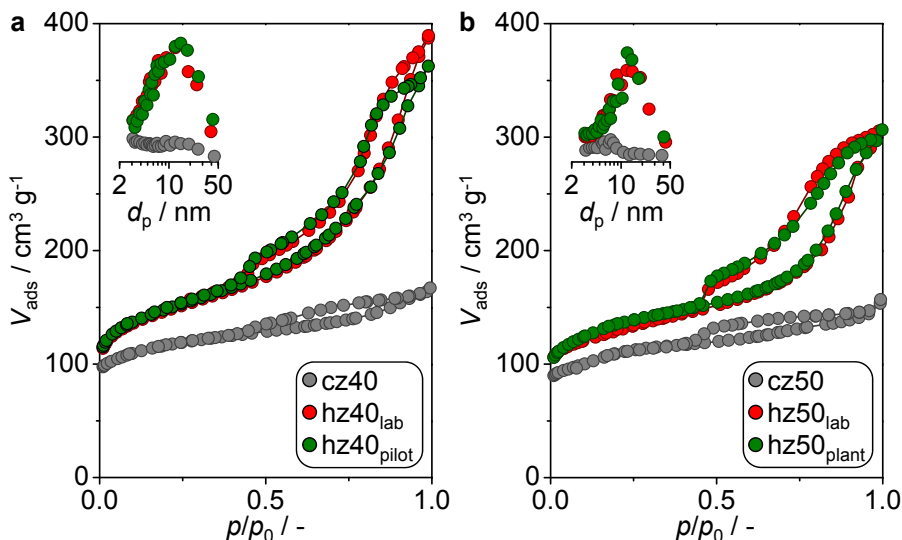 a
400
300
200
100
0
V_ads / cm³ g⁻¹
2 10 50
d_p / nm
cz40
hz40_lab
hz40_pilot
0.0 0.5 1.0
p/p₀ / -
b
2 10 50
d_p / nm
400
300
200
100
0
V_ads / cm³ g⁻¹
cz50
hz50_lab
hz50_plant
0.0 0.5 1.0
p/p₀ / -